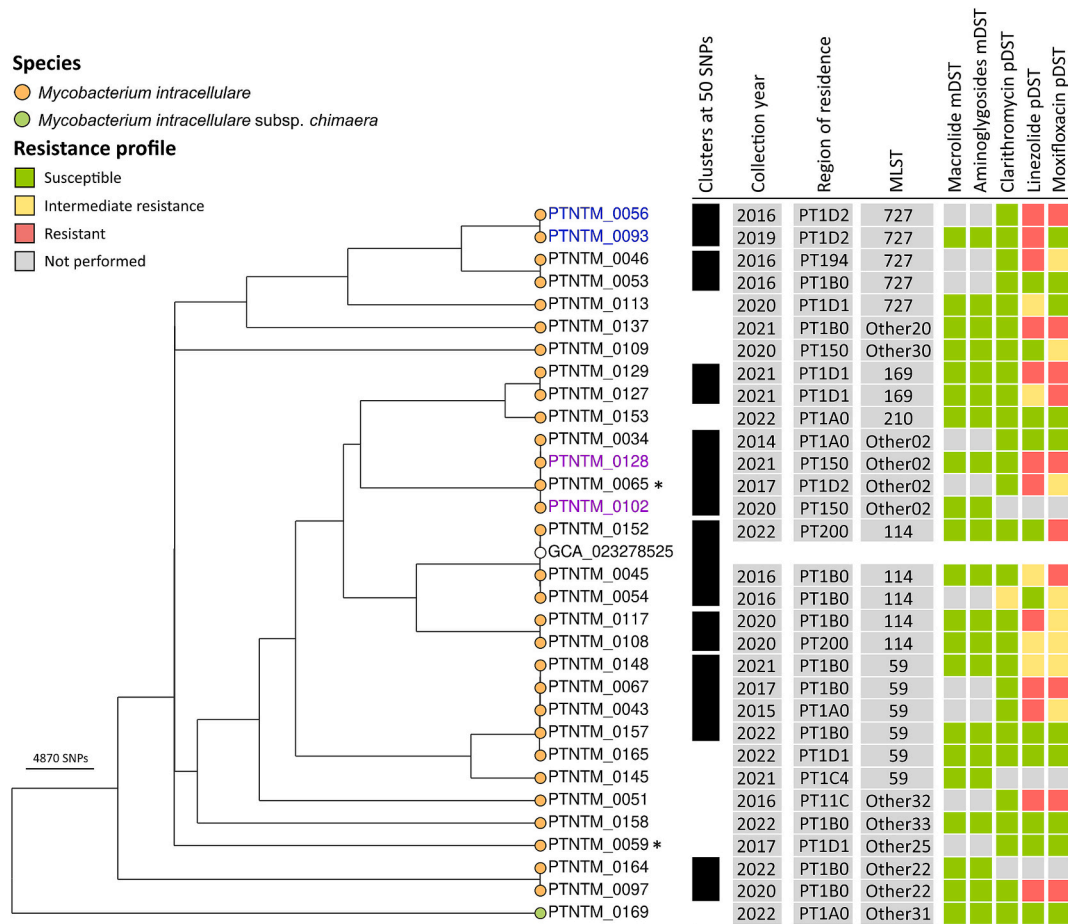 Species
Mycobacterium intracellulare
Mycobacterium intracellulare subsp. chimaera
Resistance profile
Susceptible
Intermediate resistance
Resistant
Not performed
4870 SNPs
Clusters at 50 SNPs
Collection year
Region of residence
MLST
Macrolide mDST
Aminoglygosides mDST
Clarithromycin pDST
Linezolide pDST
Moxifloxacin pDST
PTNTM_0056 2016 PT1D2 727
PTNTM_0093 2019 PT1D2 727
PTNTM_0046 2016 PT194 727
PTNTM_0053 2016 PT1B0 727
PTNTM_0113 2020 PT1D1 727
PTNTM_0137 2021 PT1B0 Other20
PTNTM_0109 2020 PT150 Other30
PTNTM_0129 2021 PT1D1 169
PTNTM_0127 2021 PT1D1 169
PTNTM_0153 2022 PT1A0 210
PTNTM_0034 2014 PT1A0 Other02
PTNTM_0128 2021 PT150 Other02
PTNTM_0065 * 2017 PT1D2 Other02
PTNTM_0102 2020 PT150 Other02
PTNTM_0152 2022 PT200 114
GCA_023278525
PTNTM_0045 2016 PT1B0 114
PTNTM_0054 2016 PT1B0 114
PTNTM_0117 2020 PT1B0 114
PTNTM_0108 2020 PT200 114
PTNTM_0148 2021 PT1B0 59
PTNTM_0067 2017 PT1B0 59
PTNTM_0043 2015 PT1A0 59
PTNTM_0157 2022 PT1B0 59
PTNTM_0165 2022 PT1D1 59
PTNTM_0145 2021 PT1C4 59
PTNTM_0051 2016 PT11C Other32
PTNTM_0158 2022 PT1B0 Other33
PTNTM_0059 * 2017 PT1D1 Other25
PTNTM_0164 2022 PT1B0 Other22
PTNTM_0097 2020 PT1B0 Other22
PTNTM_0169 2022 PT1A0 Other31